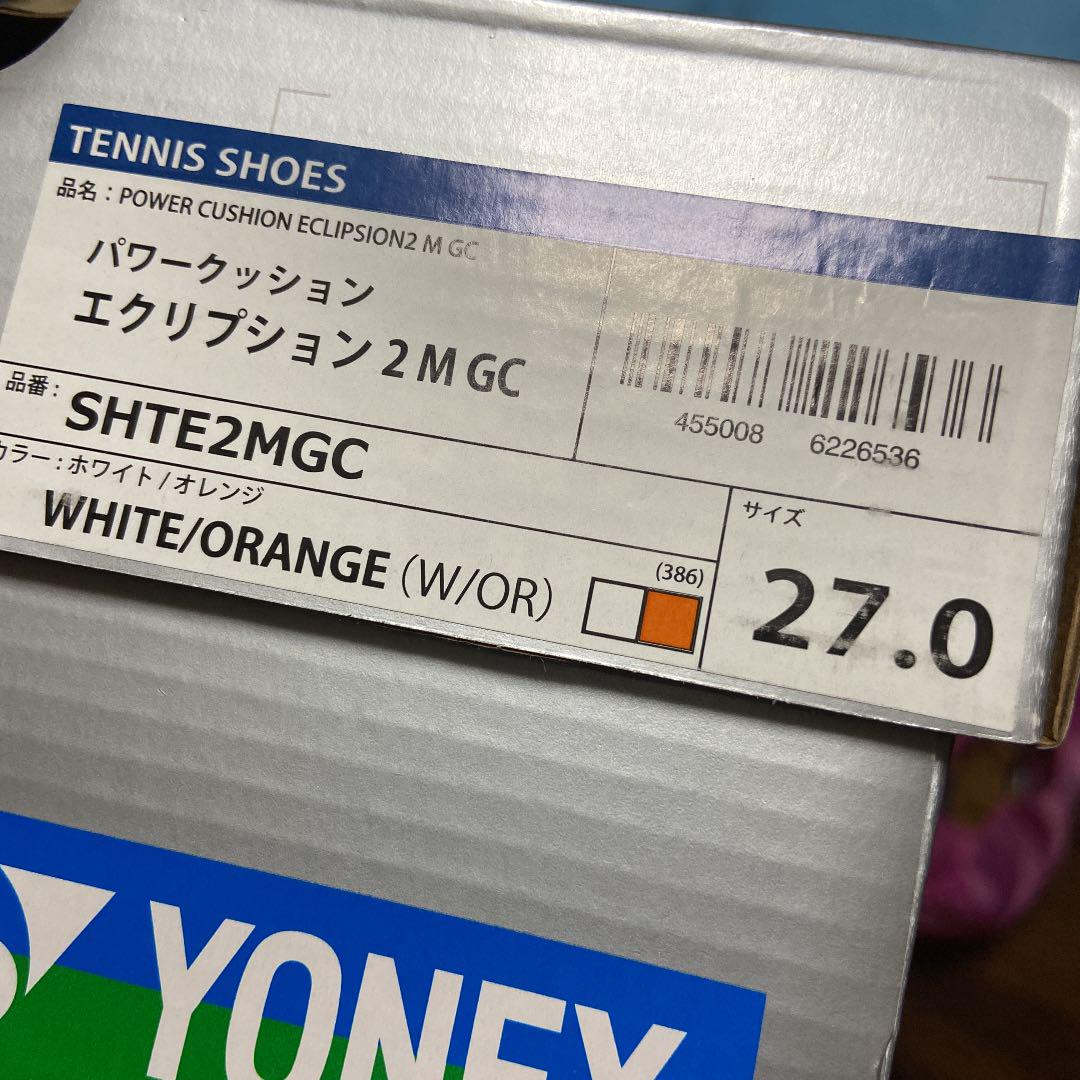 TENNIS SHOES
品名：POWER CUSHION ECLIPSION2 M GC
パワークッション
エクリプション 2 M GC
455008 6226536
品番：
SHTE2MGC
カラー：ホワイト / オレンジ
WHITE/ORANGE (W/OR)
(386)
サイズ
27.0
YONEX